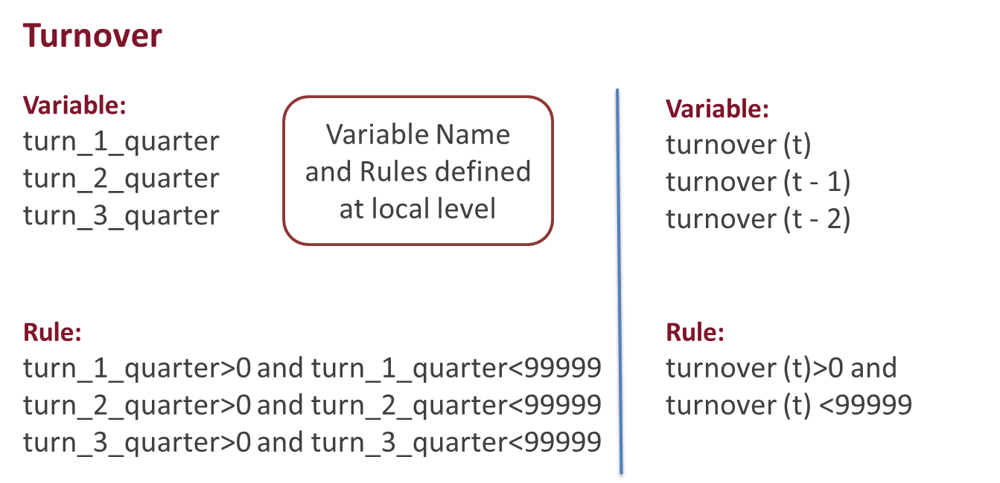 Turnover
Variable:
turn_1_quarter
turn_2_quarter
turn_3_quarter
Variable Name
and Rules defined
at local level
Rule:
turn_1_quarter>0 and turn_1_quarter<99999
turn_2_quarter>0 and turn_2_quarter<99999
turn_3_quarter>0 and turn_3_quarter<99999
Variable:
turnover (t)
turnover (t - 1)
turnover (t - 2)
Rule:
turnover (t)>0 and
turnover (t) <99999